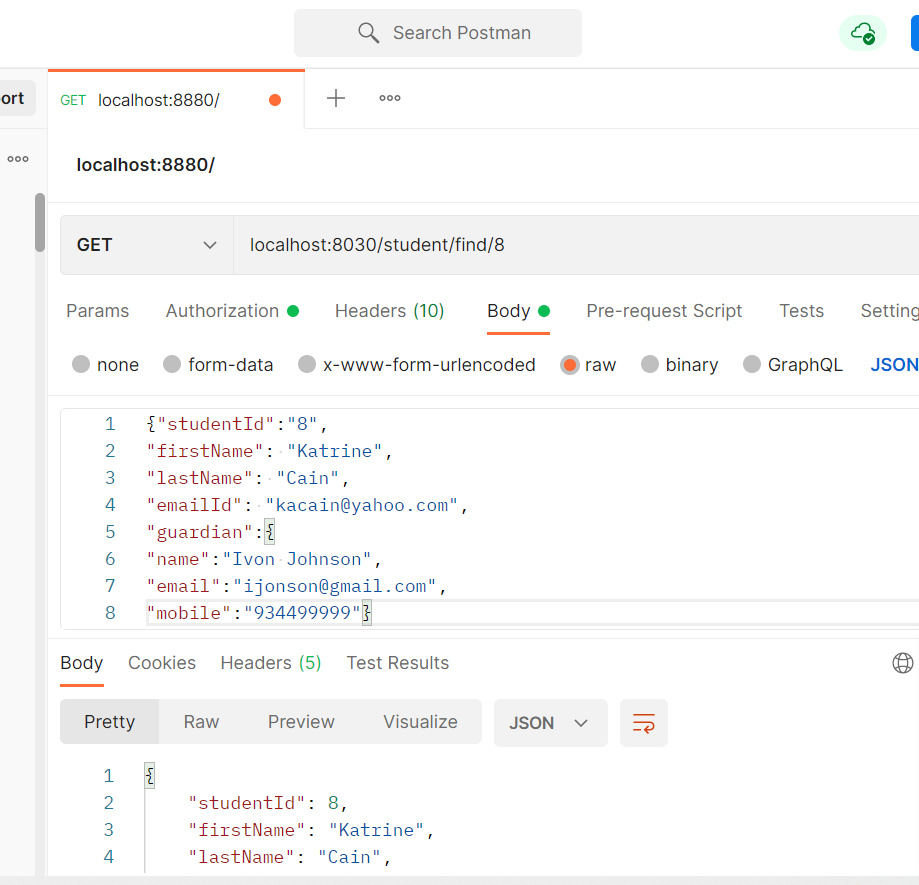 Search Postman
ort
GET localhost:8880/
localhost:8880/
GET localhost:8030/student/find/8
Params Authorization Headers (10) Body Pre-request Script Tests Setting
none form-data x-www-form-urlencoded raw binary GraphQL JSON
1 {"studentId":"8",
2 "firstName": "Katrine",
3 "lastName": "Cain",
4 "emailId": "kacain@yahoo.com",
5 "guardian":{
6 "name":"Ivon Johnson",
7 "email":"ijonson@gmail.com",
8 "mobile":"934499999"}
Body Cookies Headers (5) Test Results
Pretty Raw Preview Visualize JSON
1 {
2 "studentId": 8,
3 "firstName": "Katrine",
4 "lastName": "Cain",